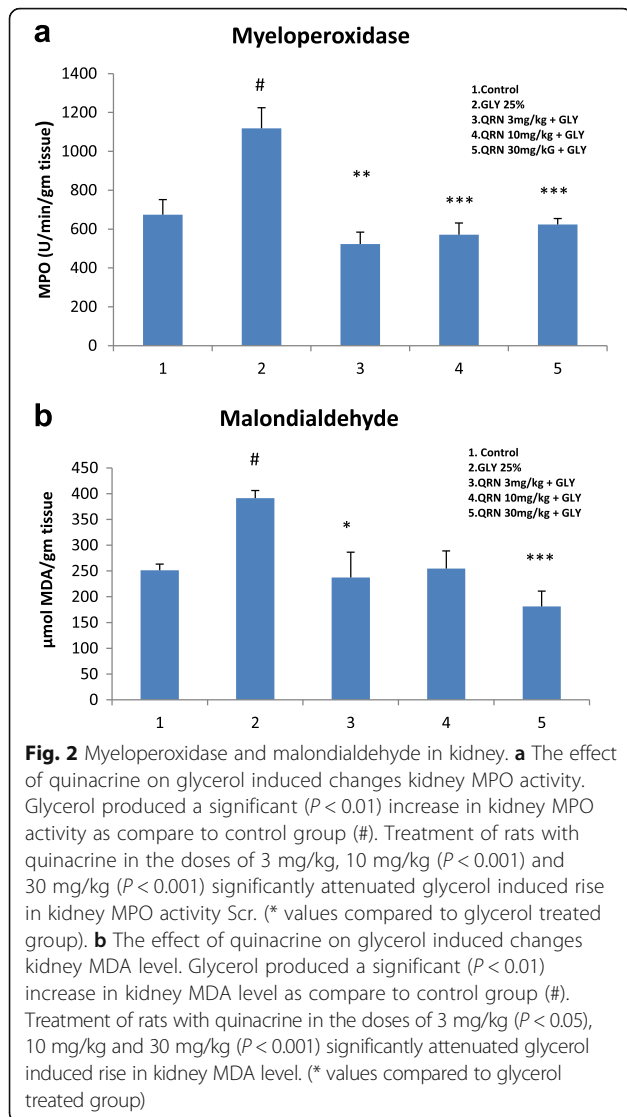 a
Myeloperoxidase
1400
1200
1000
800
600
400
200
0
MPO (U/min/gm tissue)
#
**
***
***
1.Control
2.GLY 25%
3.QRN 3mg/kg + GLY
4.QRN 10mg/kg + GLY
5.QRN 30mg/kG + GLY
1 2 3 4 5
b
Malondialdehyde
450
400
350
300
250
200
150
100
50
0
µmol MDA/gm tissue
#
*
***
1. Control
2.GLY 25%
3.QRN 3mg/kg + GLY
4.QRN 10mg/kg + GLY
5.QRN 30mg/kg + GLY
1 2 3 4 5
Fig. 2 Myeloperoxidase and malondialdehyde in kidney. a The effect
of quinacrine on glycerol induced changes kidney MPO activity.
Glycerol produced a significant (P < 0.01) increase in kidney MPO
activity as compare to control group (#). Treatment of rats with
quinacrine in the doses of 3 mg/kg, 10 mg/kg (P < 0.001) and
30 mg/kg (P < 0.001) significantly attenuated glycerol induced rise
in kidney MPO activity Scr. (* values compared to glycerol treated
group). b The effect of quinacrine on glycerol induced changes
kidney MDA level. Glycerol produced a significant (P < 0.01)
increase in kidney MDA level as compare to control group (#).
Treatment of rats with quinacrine in the doses of 3 mg/kg (P < 0.05),
10 mg/kg and 30 mg/kg (P < 0.001) significantly attenuated glycerol
induced rise in kidney MDA level. (* values compared to glycerol
treated group)